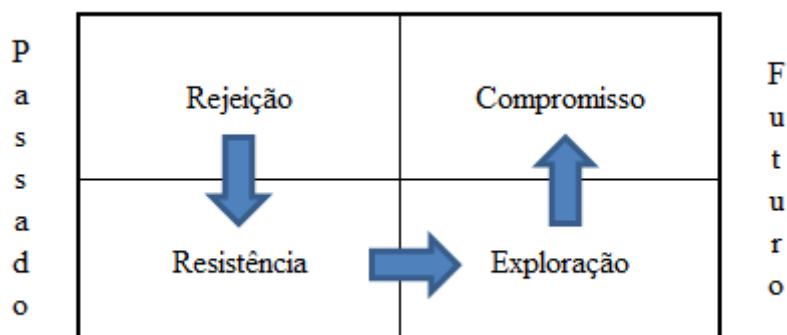 Passado
Rejeição
Compromisso
Resistência
Exploração
Futuro